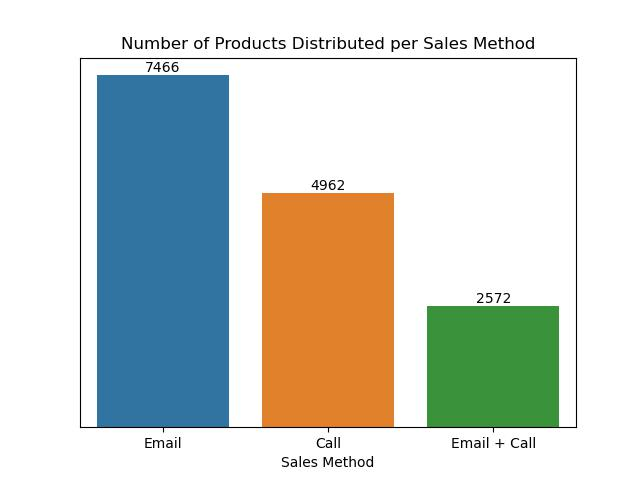 Number of Products Distributed per Sales Method
7466
4962
2572
Email
Call
Email + Call
Sales Method